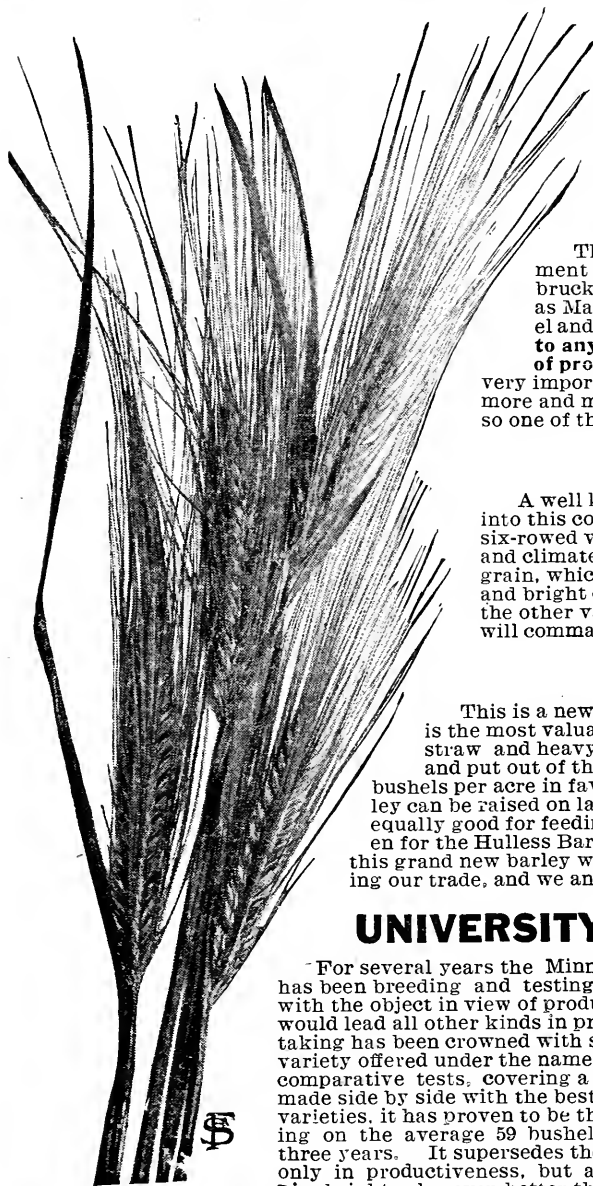 Th
ment
bruck
as Ma
el and
to any
of pro
very impor
more and m
so one of th
A well k
into this co
six-rowed v
and climate
grain, whic
and bright
the other v
will comma
This is a new
is the most valua
straw and heavy
and put out of th
bushels per acre in fav
ley can be raised on la
equally good for feedin
en for the Hulless Bar
this grand new barley w
ing our trade, and we an
UNIVERSITY
For several years the Minn
has been breeding and testing
with the object in view of produ
would lead all other kinds in pr
taking has been crowned with s
variety offered under the name
comparative tests, covering a
made side by side with the best
varieties, it has proven to be th
ing on the average 59 bushel
three years. It supersedes the
only in productiveness, but a